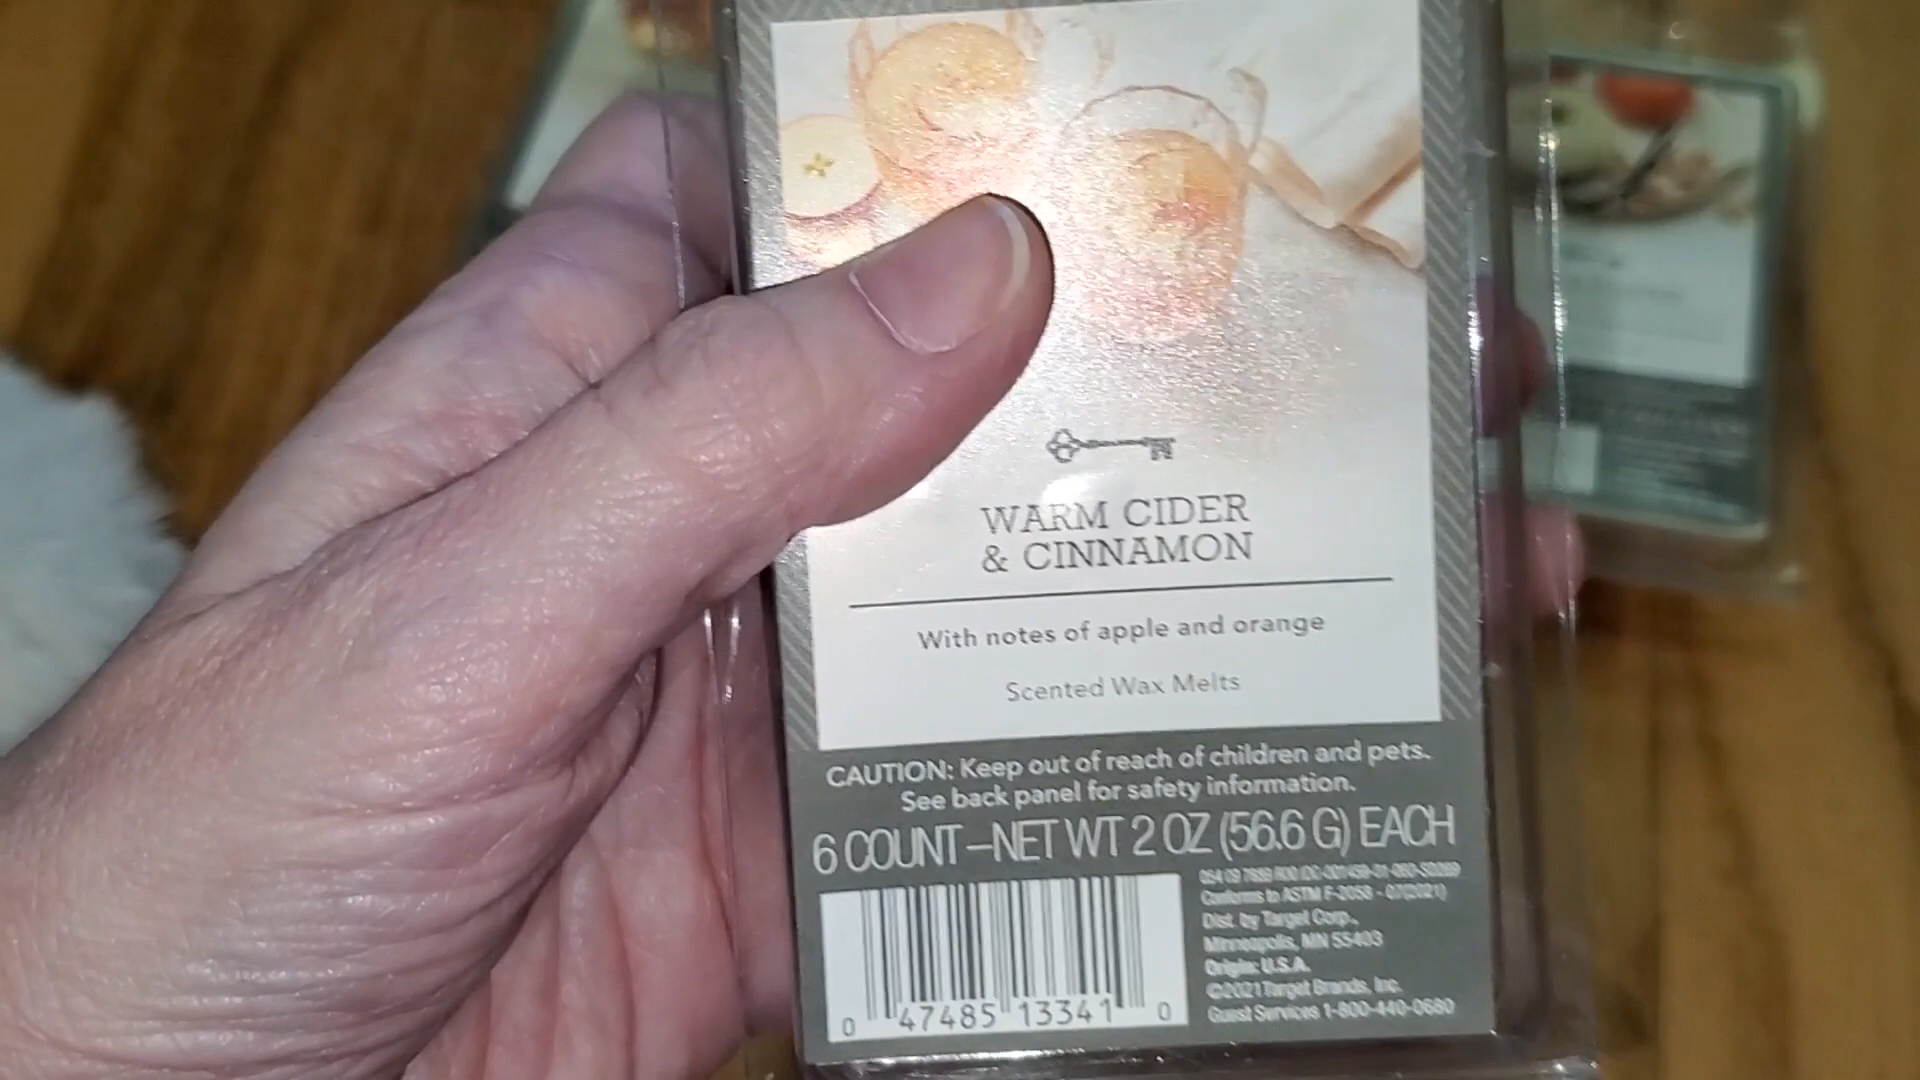 WARM CIDER
& CINNAMON
With notes of apple and orange
Scented Wax Melts
CAUTION: Keep out of reach of children and pets.
See back panel for safety information.
6 COUNT–NET WT 2 OZ (56.6 G) EACH
Conforms to ASTM F-2058 - 07(2021)
Dist. by Target Corp.,
Minneapolis, MN 55403
Origin: U.S.A.
©2021 Target Brands, Inc.
Guest Services 1-800-440-0680
0 47485 13341 0